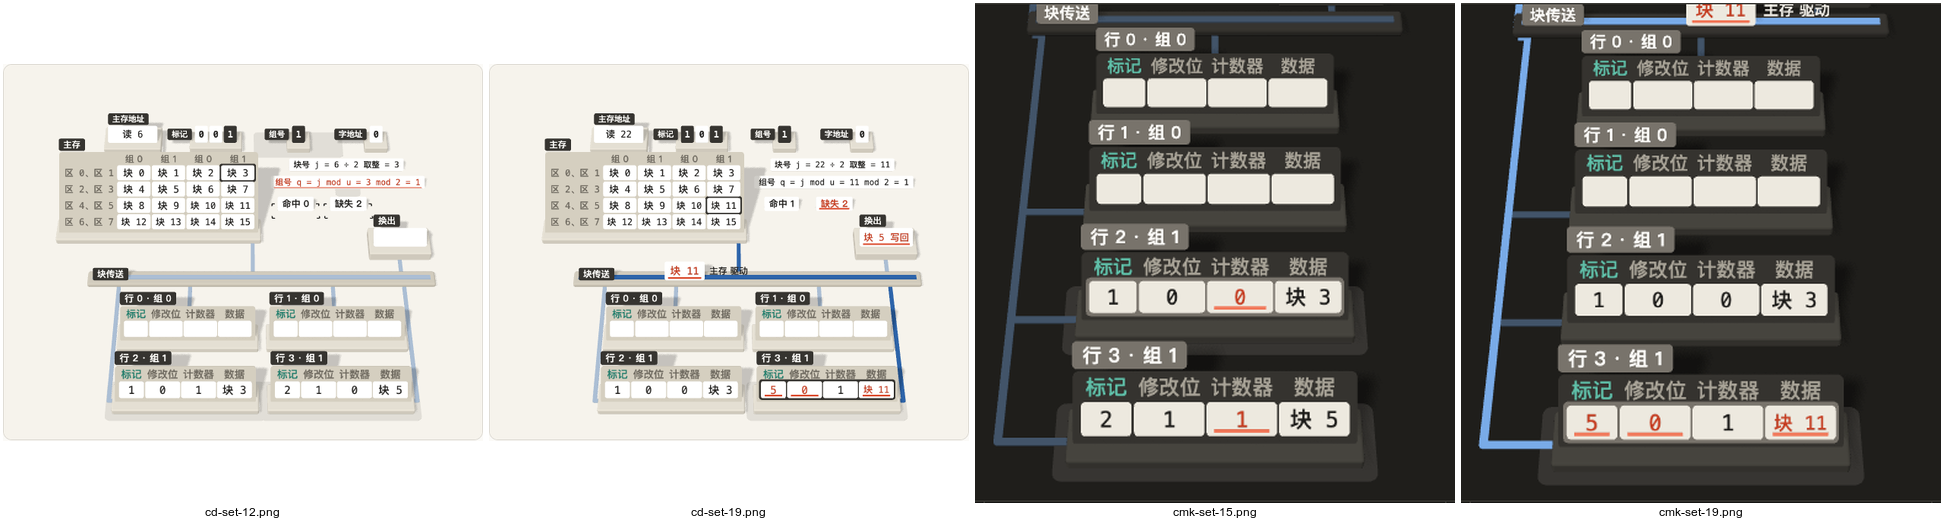 主存地址
读 6
标记 0 0 1
组号 1
字地址 0
主存
组 0 组 1 组 0 组 1
区 0、区 1 块 0 块 1 块 2 块 3
区 2、区 3 块 4 块 5 块 6 块 7
区 4、区 5 块 8 块 9 块 10 块 11
区 6、区 7 块 12 块 13 块 14 块 15
块号 j = 6 ÷ 2 取整 = 3
组号 q = j mod u = 3 mod 2 = 1
命中 0 缺失 2
换出
块传送
行 0 · 组 0
标记 修改位 计数器 数据
行 1 · 组 0
标记 修改位 计数器 数据
行 2 · 组 1
标记 修改位 计数器 数据
1 0 1 块 3
行 3 · 组 1
标记 修改位 计数器 数据
2 1 0 块 5
cd-set-12.png
主存地址
读 22
标记 1 0 1
组号 1
字地址 0
主存
组 0 组 1 组 0 组 1
区 0、区 1 块 0 块 1 块 2 块 3
区 2、区 3 块 4 块 5 块 6 块 7
区 4、区 5 块 8 块 9 块 10 块 11
区 6、区 7 块 12 块 13 块 14 块 15
块号 j = 22 ÷ 2 取整 = 11
组号 q = j mod u = 11 mod 2 = 1
命中 1 缺失 2
换出
块 5 写回
块传送
块 11 主存 驱动
行 0 · 组 0
标记 修改位 计数器 数据
行 1 · 组 0
标记 修改位 计数器 数据
行 2 · 组 1
标记 修改位 计数器 数据
1 0 0 块 3
行 3 · 组 1
标记 修改位 计数器 数据
5 0 1 块 11
cd-set-19.png
块传送
行 0 · 组 0
标记 修改位 计数器 数据
行 1 · 组 0
标记 修改位 计数器 数据
行 2 · 组 1
标记 修改位 计数器 数据
1 0 0 块 3
行 3 · 组 1
标记 修改位 计数器 数据
2 1 1 块 5
cmk-set-15.png
块传送
块 11 主存 驱动
行 0 · 组 0
标记 修改位 计数器 数据
行 1 · 组 0
标记 修改位 计数器 数据
行 2 · 组 1
标记 修改位 计数器 数据
1 0 0 块 3
行 3 · 组 1
标记 修改位 计数器 数据
5 0 1 块 11
cmk-set-19.png